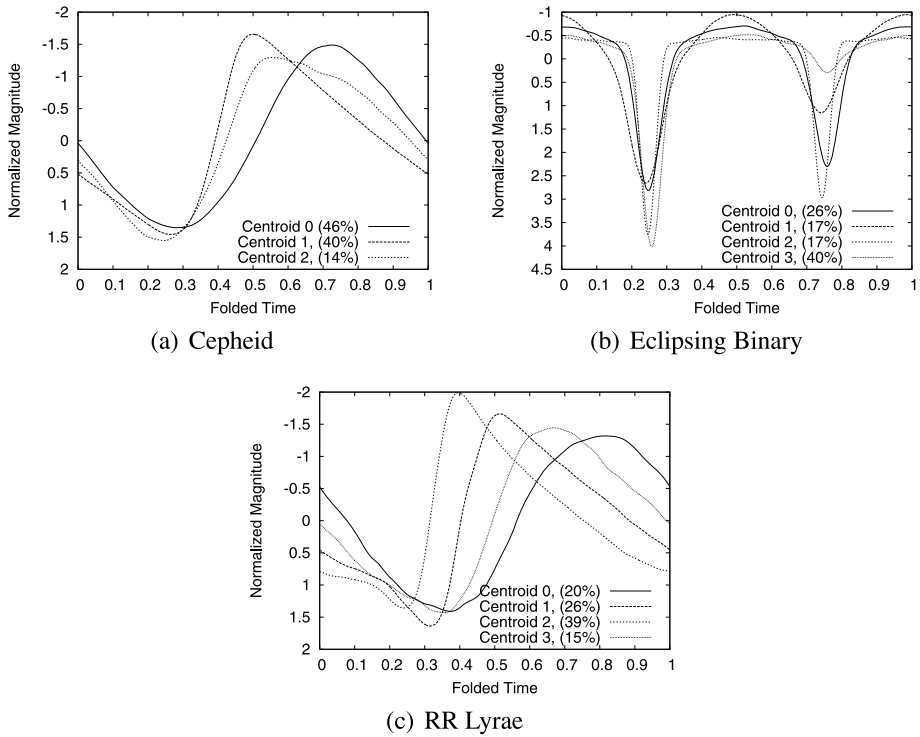 -2
-1.5
-1
-0.5
0
0.5
1
1.5
2
Normalized Magnitude
0 0.1 0.2 0.3 0.4 0.5 0.6 0.7 0.8 0.9 1
Folded Time
Centroid 0 (46%)
Centroid 1, (40%)
Centroid 2, (14%)
(a) Cepheid
-1
-0.5
0
0.5
1
1.5
2
2.5
3
3.5
4
4.5
Normalized Magnitude
0 0.1 0.2 0.3 0.4 0.5 0.6 0.7 0.8 0.9 1
Folded Time
Centroid 0, (26%)
Centroid 1, (17%)
Centroid 2, (17%)
Centroid 3, (40%)
(b) Eclipsing Binary
-2
-1.5
-1
-0.5
0
0.5
1
1.5
2
Normalized Magnitude
0 0.1 0.2 0.3 0.4 0.5 0.6 0.7 0.8 0.9 1
Folded Time
Centroid 0, (20%)
Centroid 1, (26%)
Centroid 2, (39%)
Centroid 3, (15%)
(c) RR Lyrae